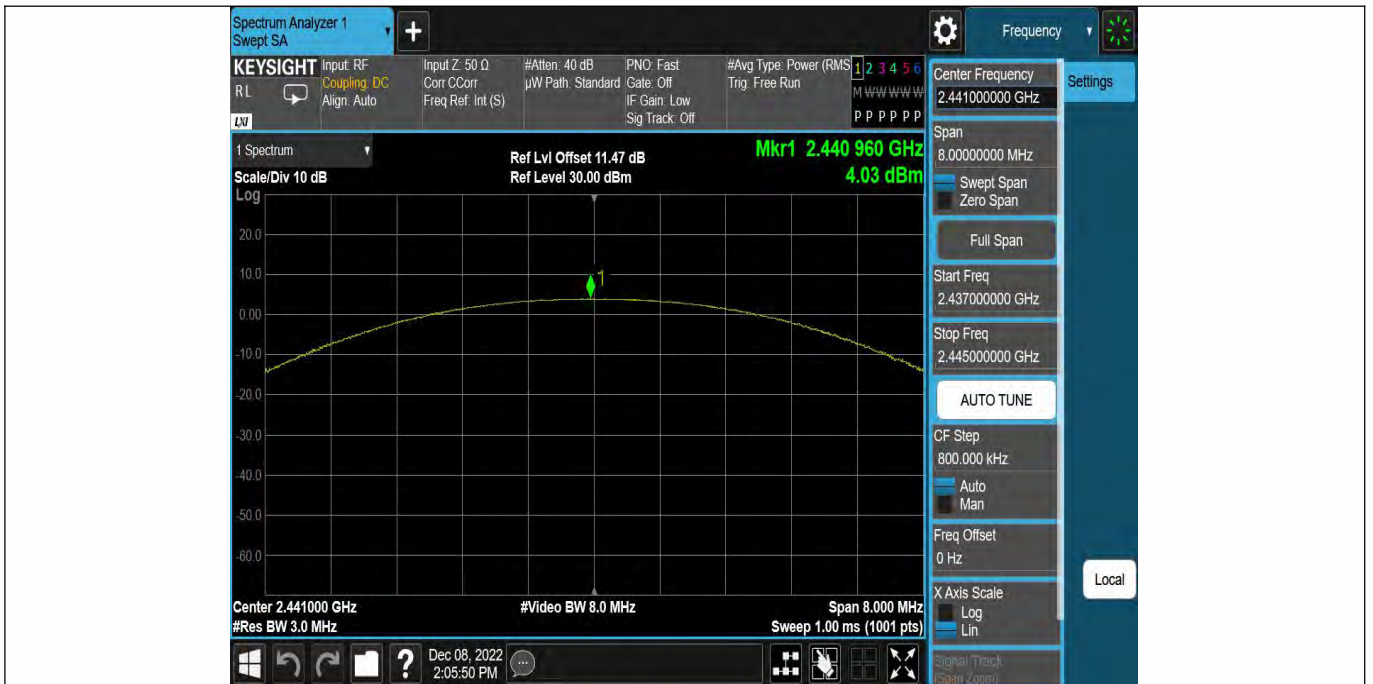 Spectrum Analyzer 1
Swept SA
+
Frequency
KEYSIGHT
R L
LXI
Input: RF
Coupling: DC
Align: Auto
Input Z: 50 Ω
Corr CCorr
Freq Ref: Int (S)
#Atten: 40 dB
µW Path: Standard
PNO: Fast
Gate: Off
IF Gain: Low
Sig Track: Off
#Avg Type: Power (RMS
Trig: Free Run
1 2 3 4 5 6
M W W W W W
P P P P P P
1 Spectrum
Scale/Div 10 dB
Ref Lvl Offset 11.47 dB
Ref Level 30.00 dBm
Mkr1 2.440 960 GHz
4.03 dBm
Log
20.0
10.0
0.00
-10.0
-20.0
-30.0
-40.0
-50.0
-60.0
1
Center 2.441000 GHz
#Video BW 8.0 MHz
Span 8.000 MHz
#Res BW 3.0 MHz
Sweep 1.00 ms (1001 pts)
Center Frequency
2.441000000 GHz
Settings
Span
8.00000000 MHz
Swept Span
Zero Span
Full Span
Start Freq
2.437000000 GHz
Stop Freq
2.445000000 GHz
AUTO TUNE
CF Step
800.000 kHz
Auto
Man
Freq Offset
0 Hz
Local
X Axis Scale
Log
Lin
Signal Track
(Span Zoom)
?
Dec 08, 2022
2:05:50 PM